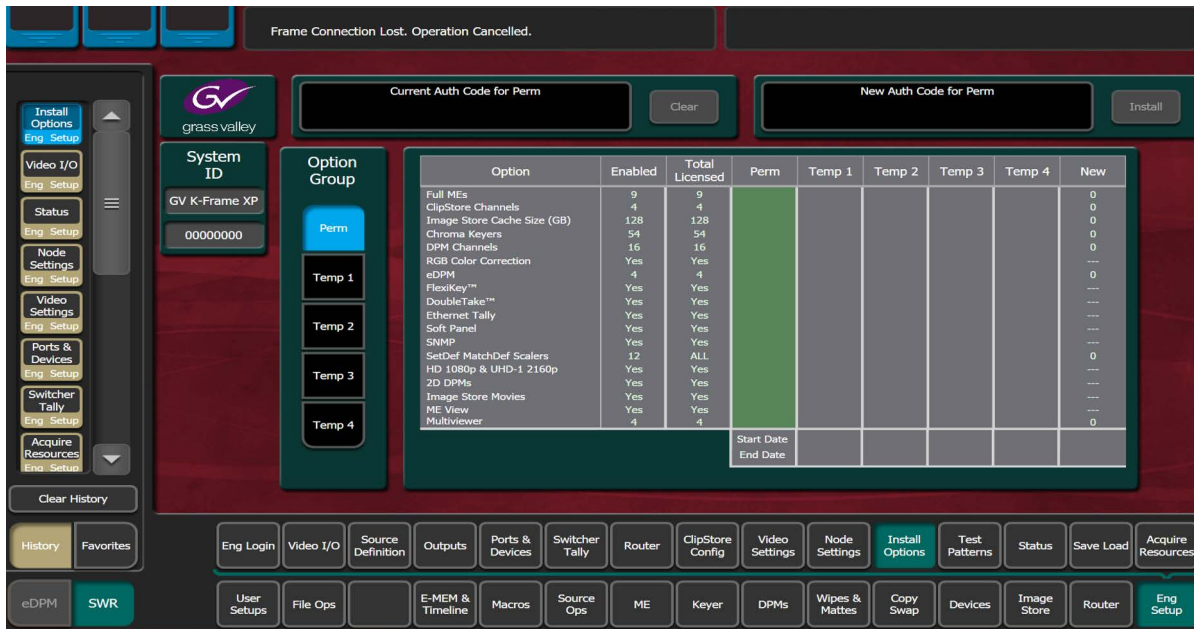 Frame Connection Lost. Operation Cancelled.
Install
Options
Eng Setup
Video I/O
Eng Setup
Status
Eng Setup
Node
Settings
Eng Setup
Video
Settings
Eng Setup
Ports &
Devices
Eng Setup
Switcher
Tally
Eng Setup
Acquire
Resources
Eng Setup
Clear History
History Favorites
eDPM SWR
GV
grass valley
System
ID
GV K-Frame XP
00000000
Current Auth Code for Perm
Clear
New Auth Code for Perm
Install
Option
Group
Perm
Temp 1
Temp 2
Temp 3
Temp 4
Option Enabled Total Licensed Perm Temp 1 Temp 2 Temp 3 Temp 4 New
Full MEs 9 9 0
ClipStore Channels 4 4 0
Image Store Cache Size (GB) 128 128 0
Chroma Keyers 54 54 0
DPM Channels 16 16 0
RGB Color Correction Yes Yes ---
eDPM 4 4 0
FlexiKey™ Yes Yes ---
DoubleTake™ Yes Yes ---
Ethernet Tally Yes Yes ---
Soft Panel Yes Yes ---
SNMP Yes Yes ---
SetDef MatchDef Scalers 12 ALL 0
HD 1080p & UHD-1 2160p Yes Yes ---
2D DPMs Yes Yes ---
Image Store Movies Yes Yes ---
ME View Yes Yes ---
Multiviewer 4 4 0
Start Date
End Date
Eng Login Video I/O Source Definition Outputs Ports & Devices Switcher Tally Router ClipStore Config Video Settings Node Settings Install Options Test Patterns Status Save Load Acquire Resources
User Setups File Ops E-MEM & Timeline Macros Source Ops ME Keyer DPMs Wipes & Mattes Copy Swap Devices Image Store Router Eng Setup